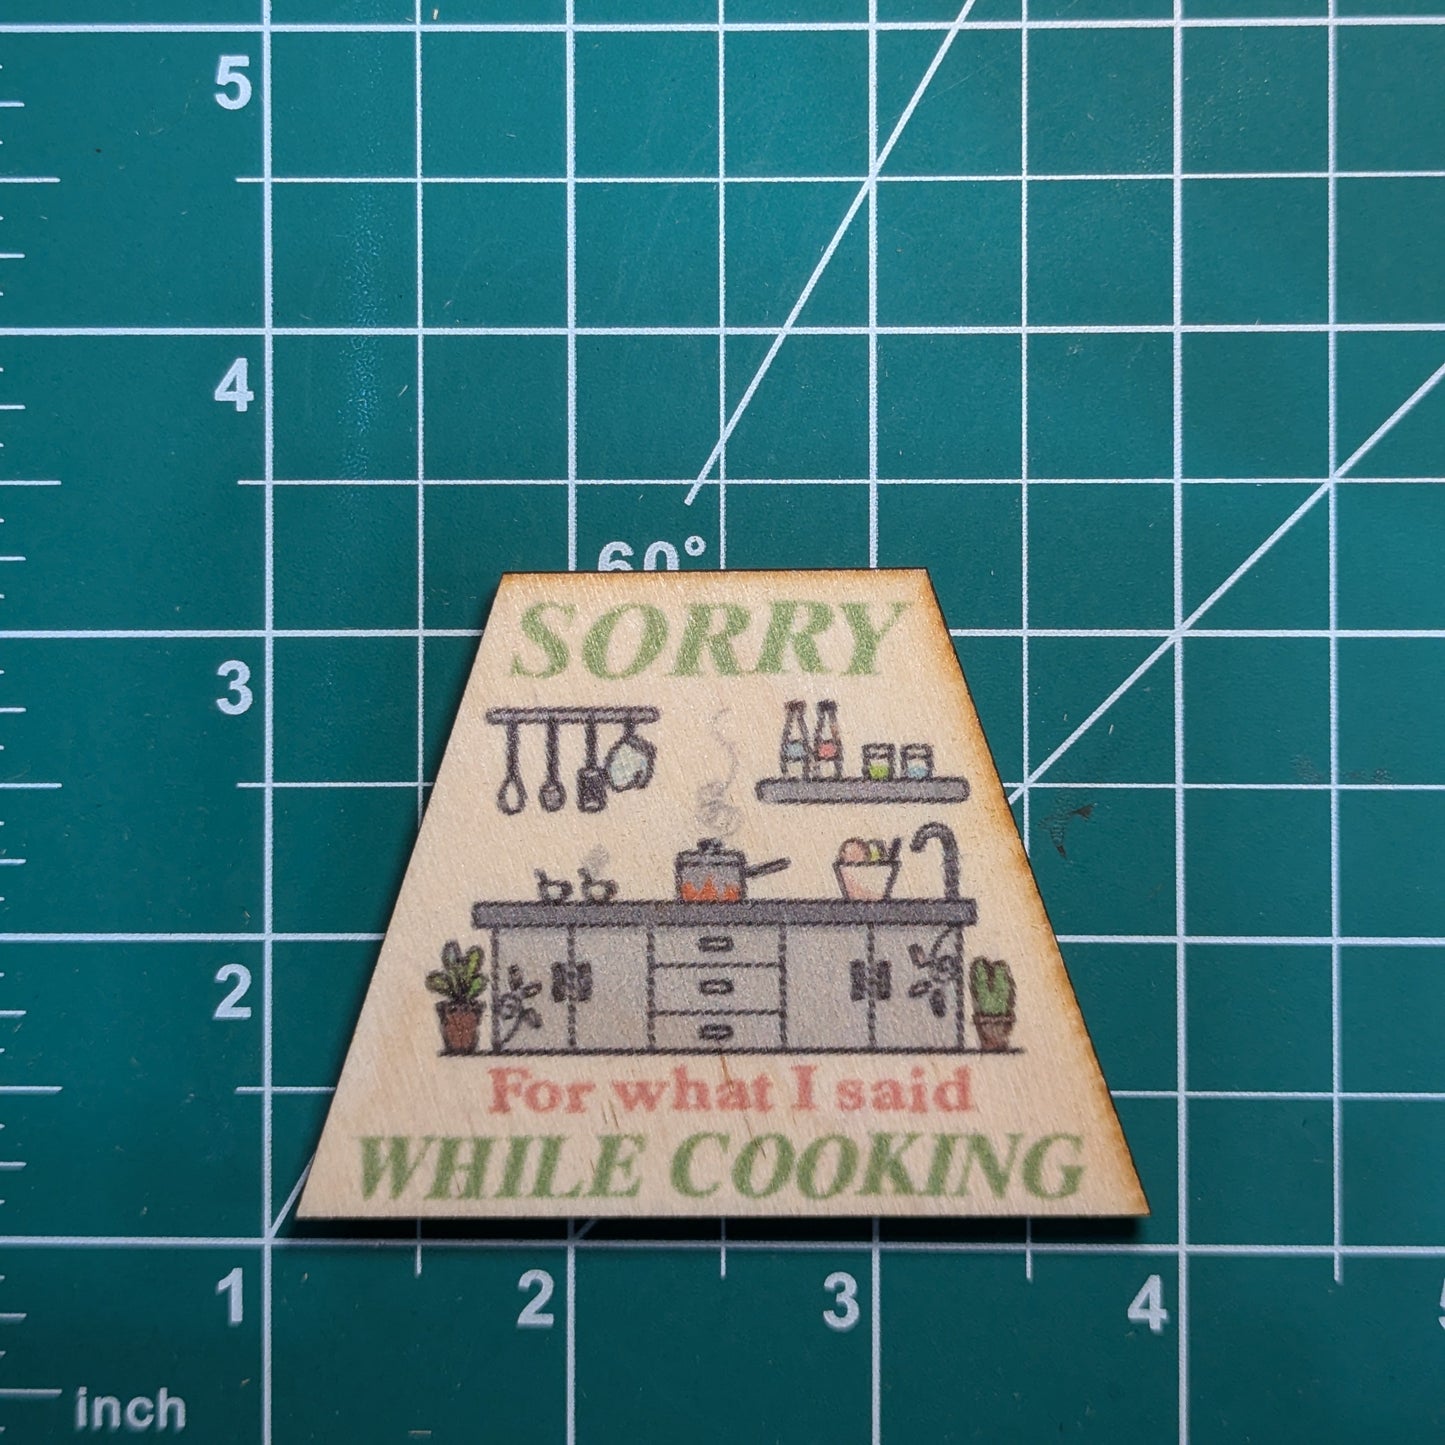 5
4
60°
SORRY
3
2
For what I said
WHILE COOKING
1 2 3 4
inch